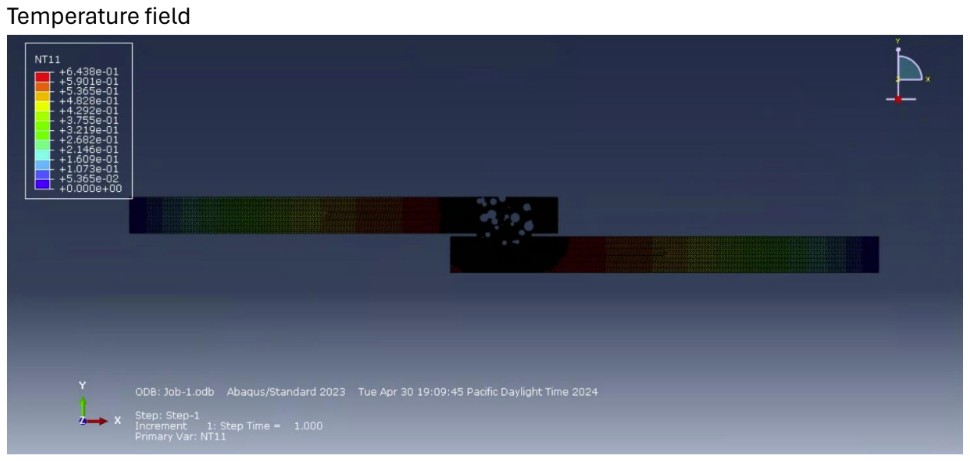 Temperature field
NT11
+6.438e-01
+5.901e-01
+5.365e-01
+4.828e-01
+4.292e-01
+3.755e-01
+3.219e-01
+2.682e-01
+2.146e-01
+1.609e-01
+1.073e-01
+5.365e-02
+0.000e+00
Y
X
Y
Z X
ODB: Job-1.odb Abaqus/Standard 2023 Tue Apr 30 19:09:45 Pacific Daylight Time 2024
Step: Step-1
Increment 1: Step Time = 1.000
Primary Var: NT11